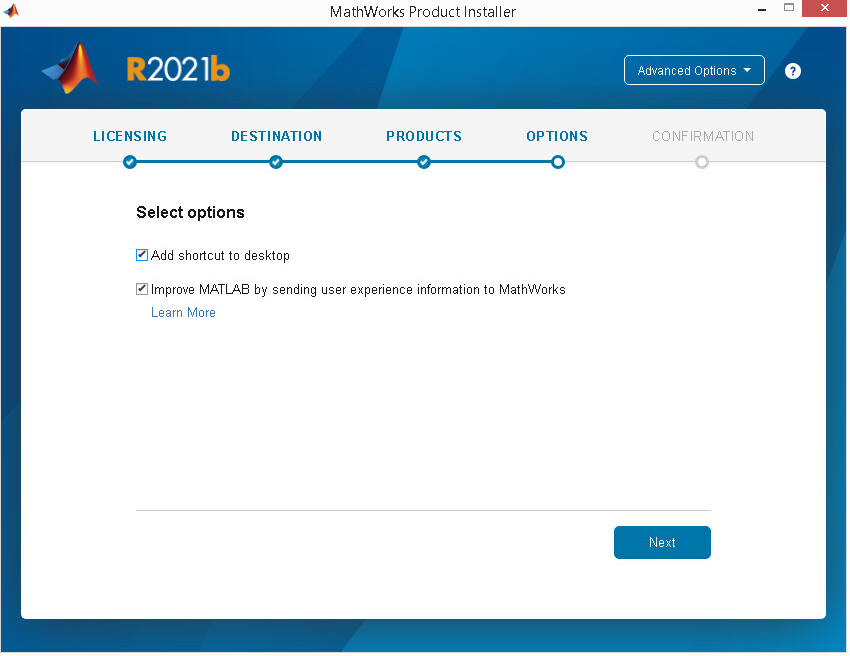 MathWorks Product Installer
R2021b
Advanced Options
?
LICENSING DESTINATION PRODUCTS OPTIONS CONFIRMATION
Select options
Add shortcut to desktop
Improve MATLAB by sending user experience information to MathWorks
Learn More
Next